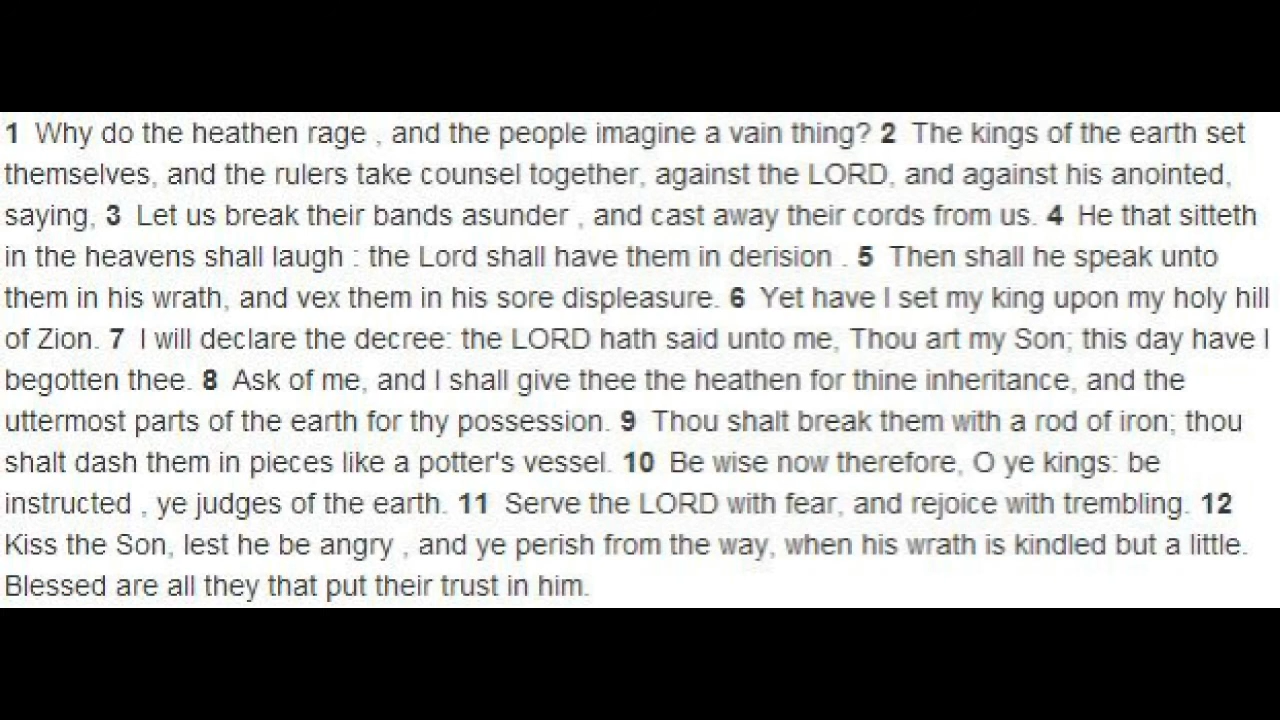 1 Why do the heathen rage , and the people imagine a vain thing? 2 The kings of the earth set
themselves, and the rulers take counsel together, against the LORD, and against his anointed,
saying, 3 Let us break their bands asunder , and cast away their cords from us. 4 He that sitteth
in the heavens shall laugh : the Lord shall have them in derision . 5 Then shall he speak unto
them in his wrath, and vex them in his sore displeasure. 6 Yet have I set my king upon my holy hill
of Zion. 7 I will declare the decree: the LORD hath said unto me, Thou art my Son; this day have I
begotten thee. 8 Ask of me, and I shall give thee the heathen for thine inheritance, and the
uttermost parts of the earth for thy possession. 9 Thou shalt break them with a rod of iron; thou
shalt dash them in pieces like a potter's vessel. 10 Be wise now therefore, O ye kings: be
instructed , ye judges of the earth. 11 Serve the LORD with fear, and rejoice with trembling. 12
Kiss the Son, lest he be angry , and ye perish from the way, when his wrath is kindled but a little.
Blessed are all they that put their trust in him.